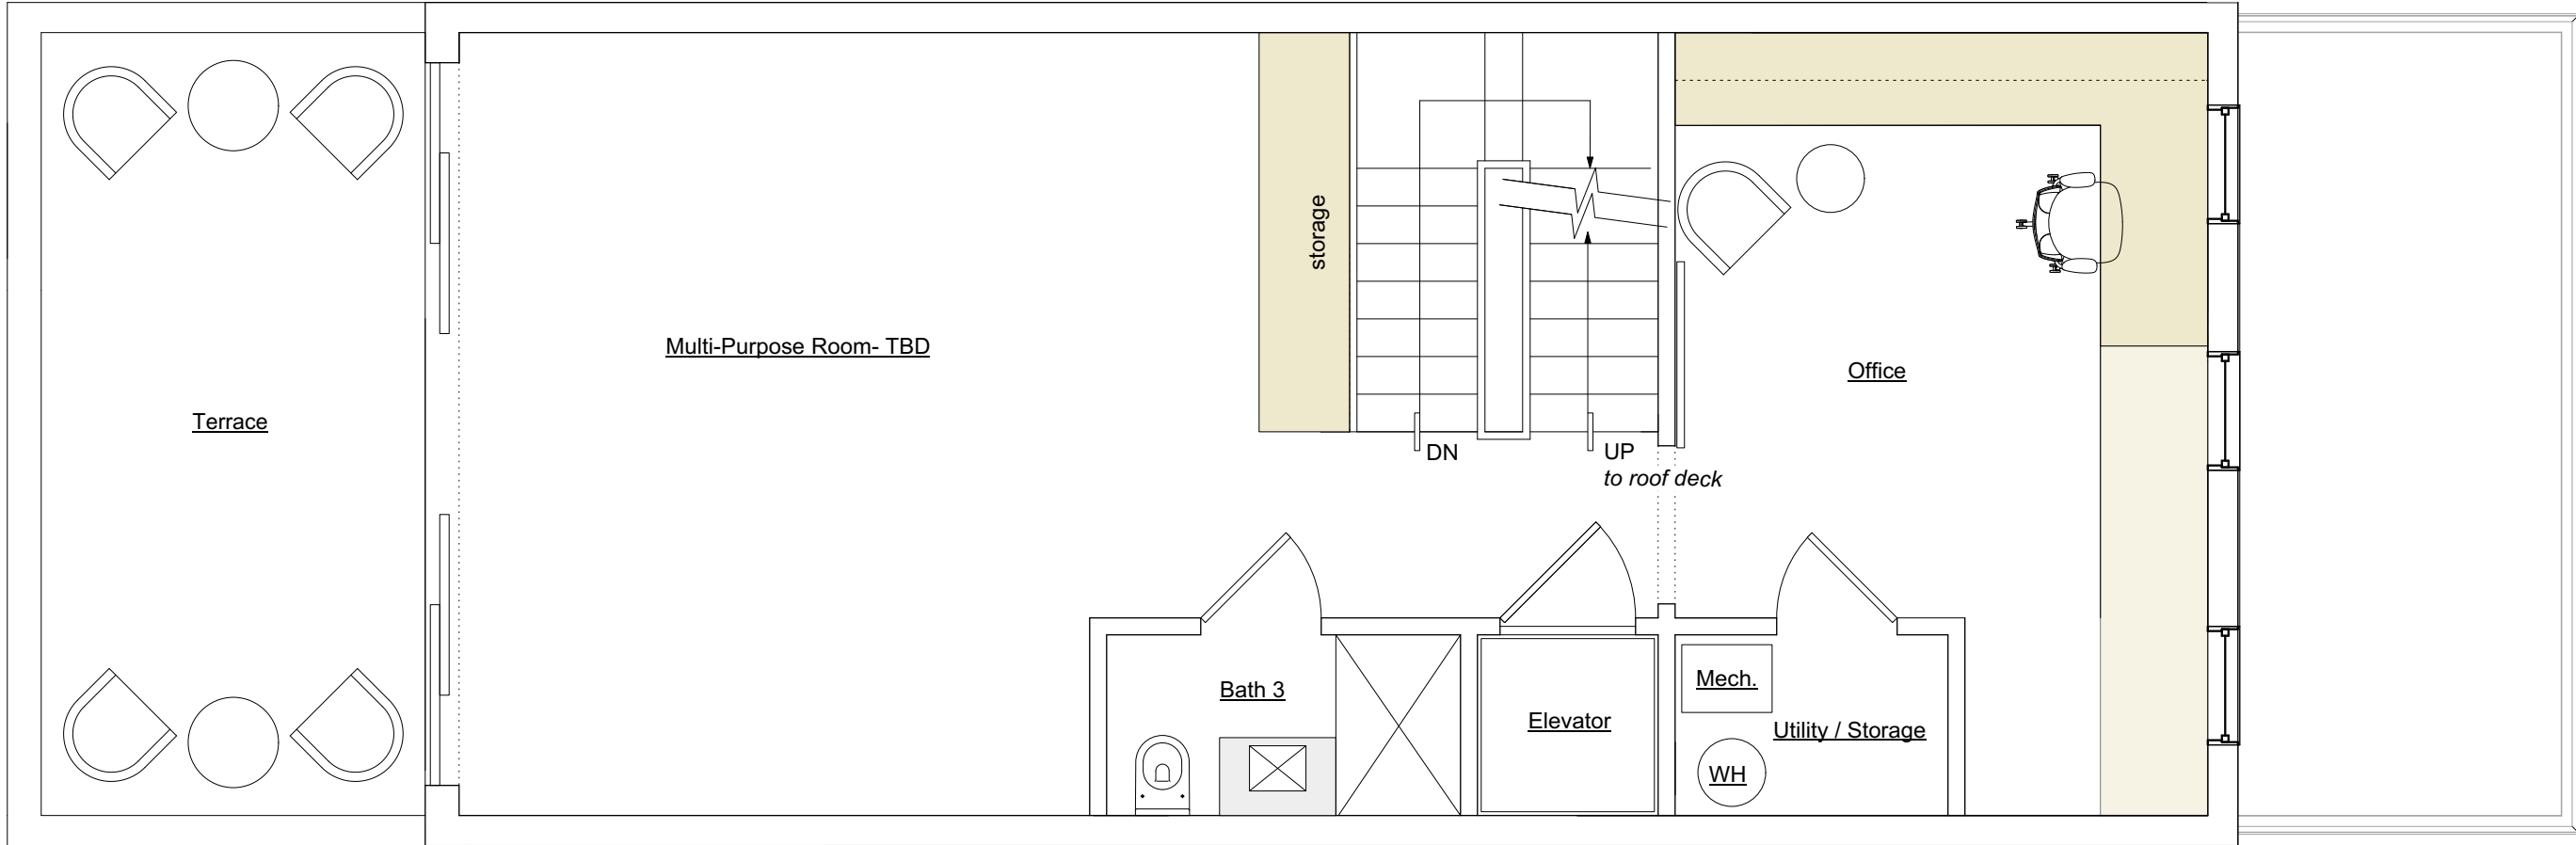 storage
Multi-Purpose Room- TBD
Office
Terrace
DN
UP
to roof deck
Mech.
Bath 3
Elevator
Utility / Storage
WH